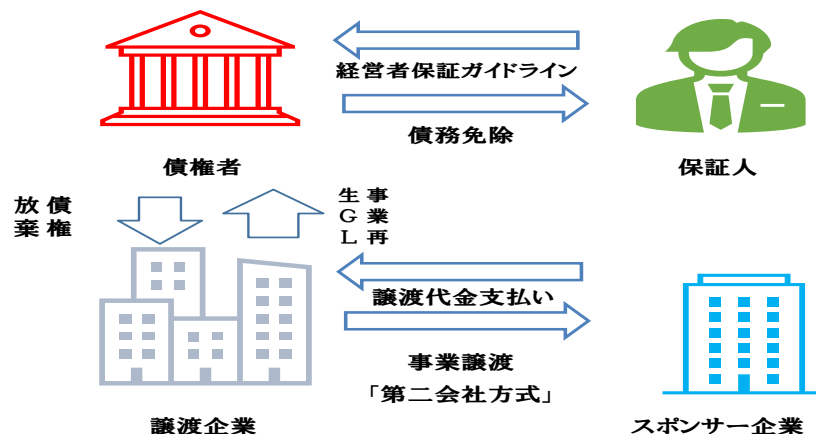 経営者保証ガイドライン
債務免除
債権者
保証人
債権
放棄
事業再
生GL
譲渡代金支払い
事業譲渡
「第二会社方式」
譲渡企業
スポンサー企業